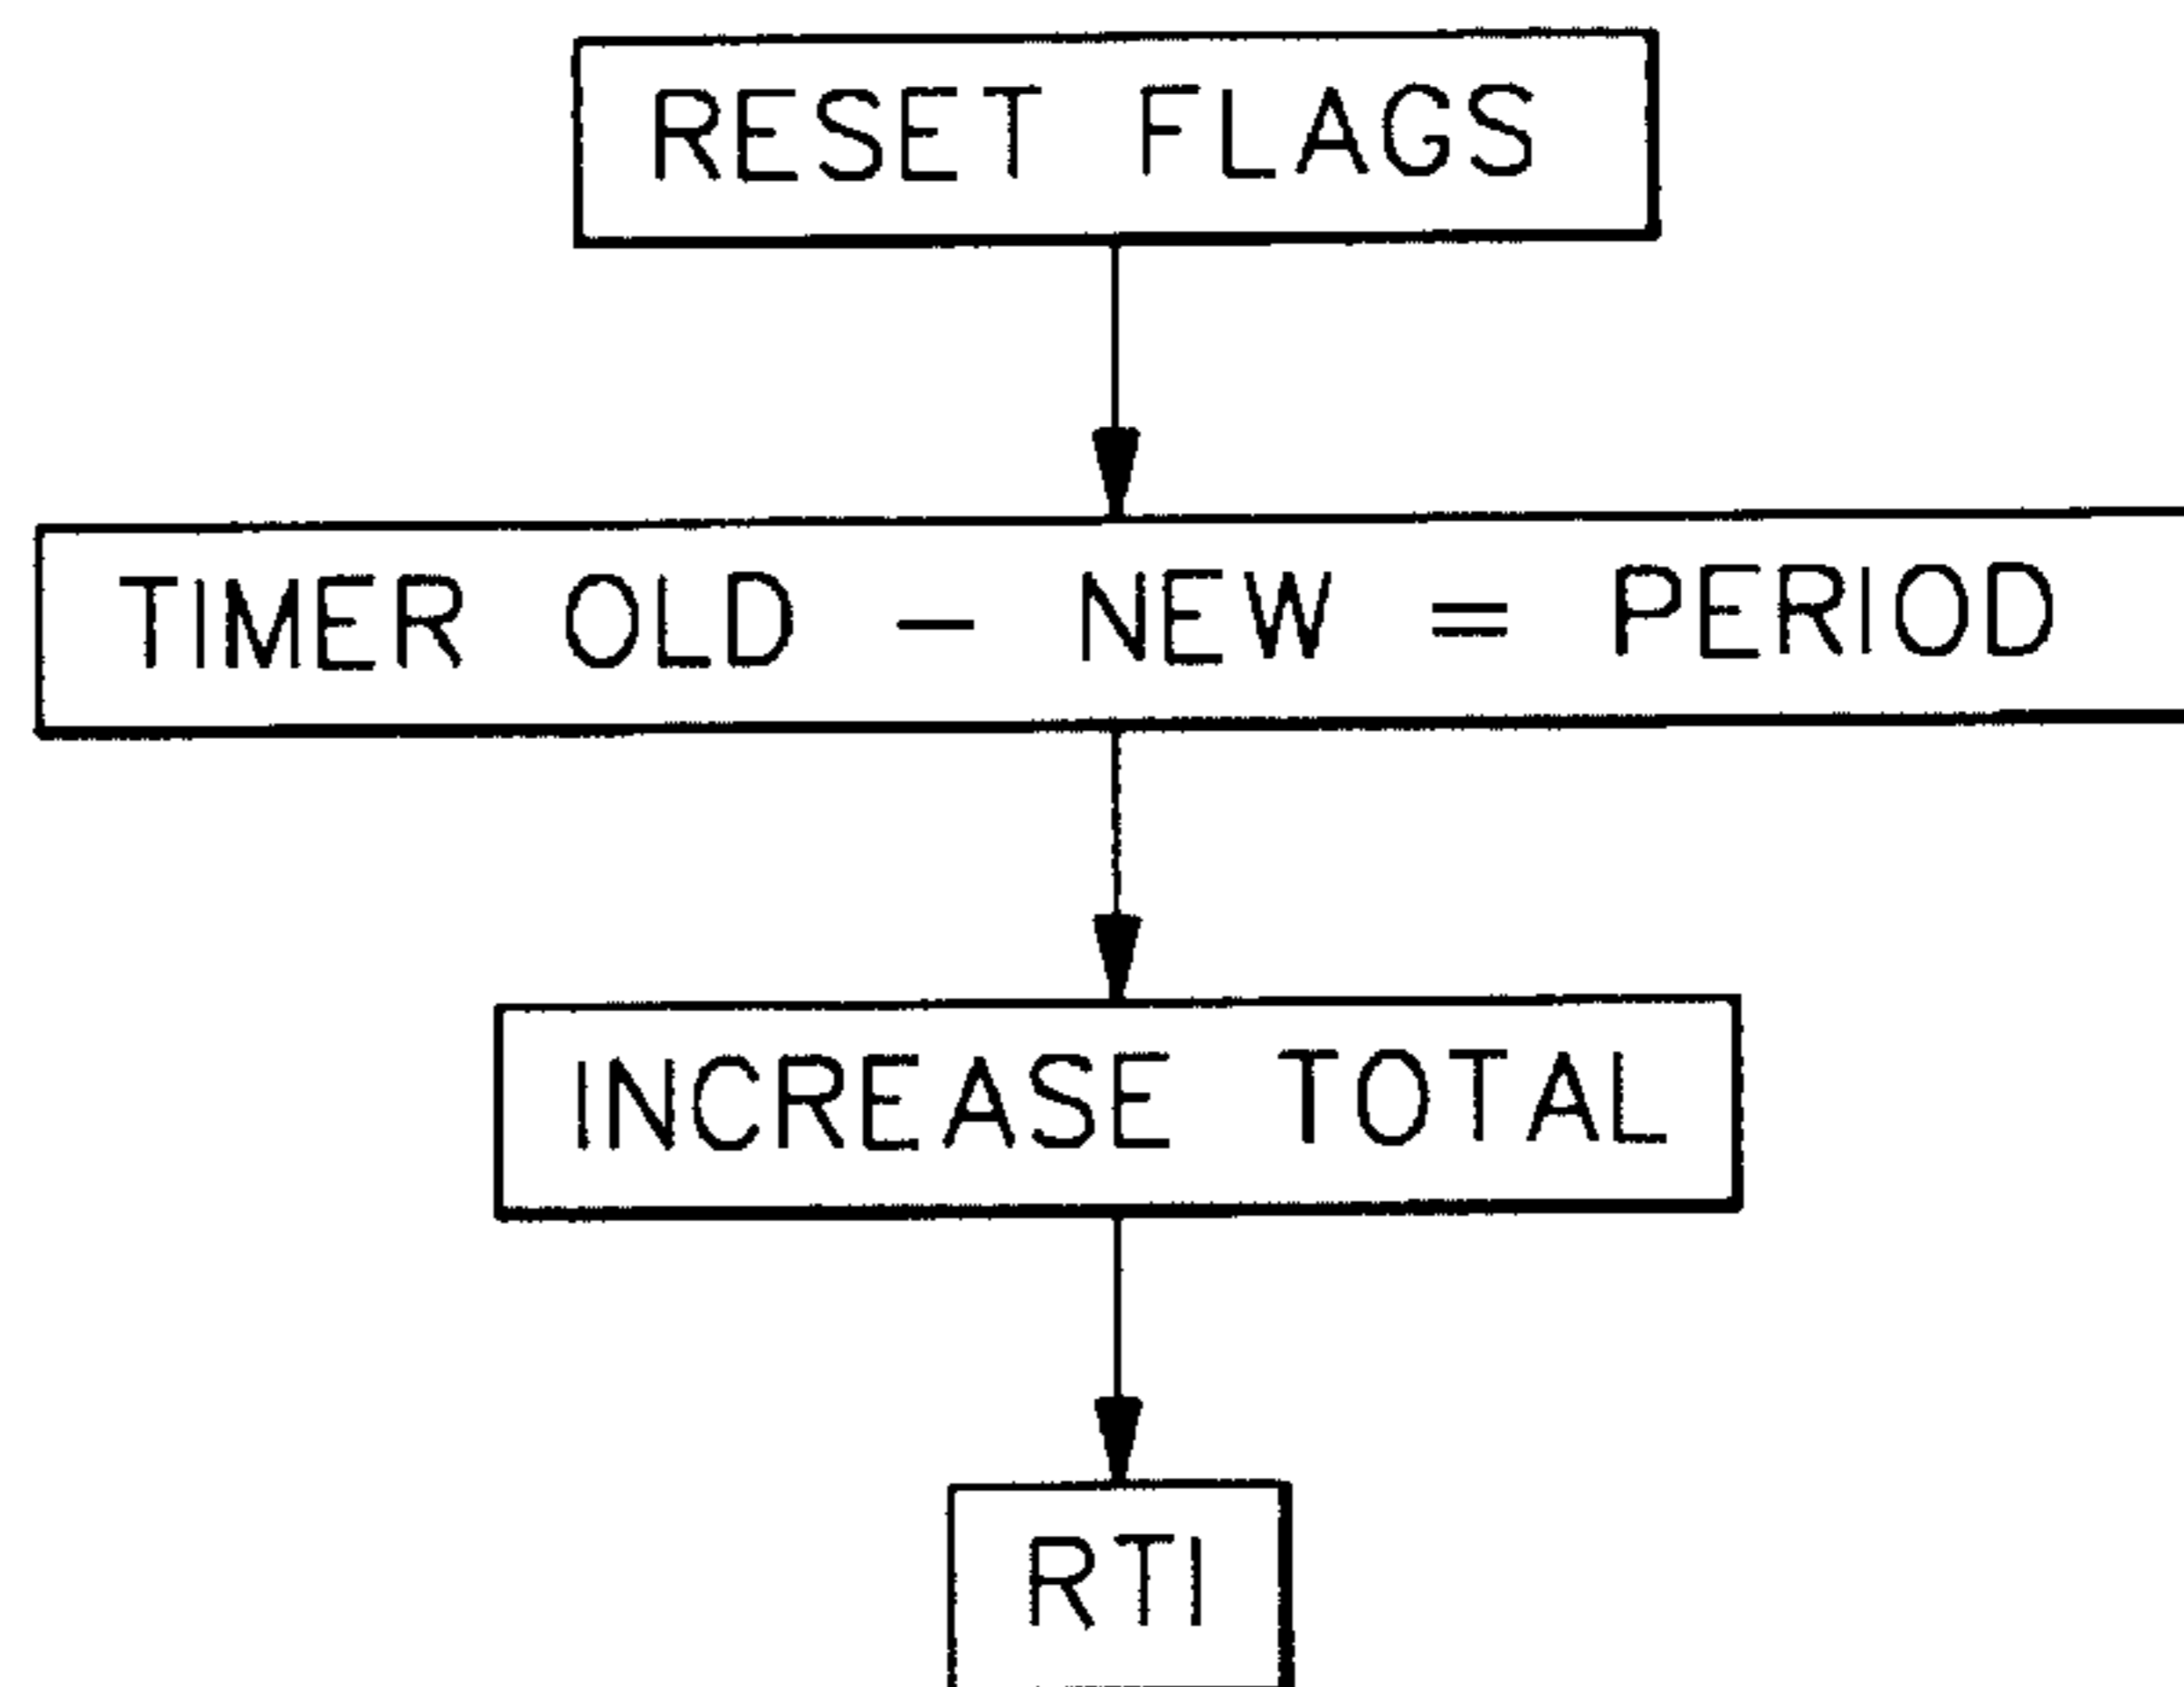 RESET FLAGS
TIMER OLD - NEW = PERIOD
INCREASE TOTAL
RTI